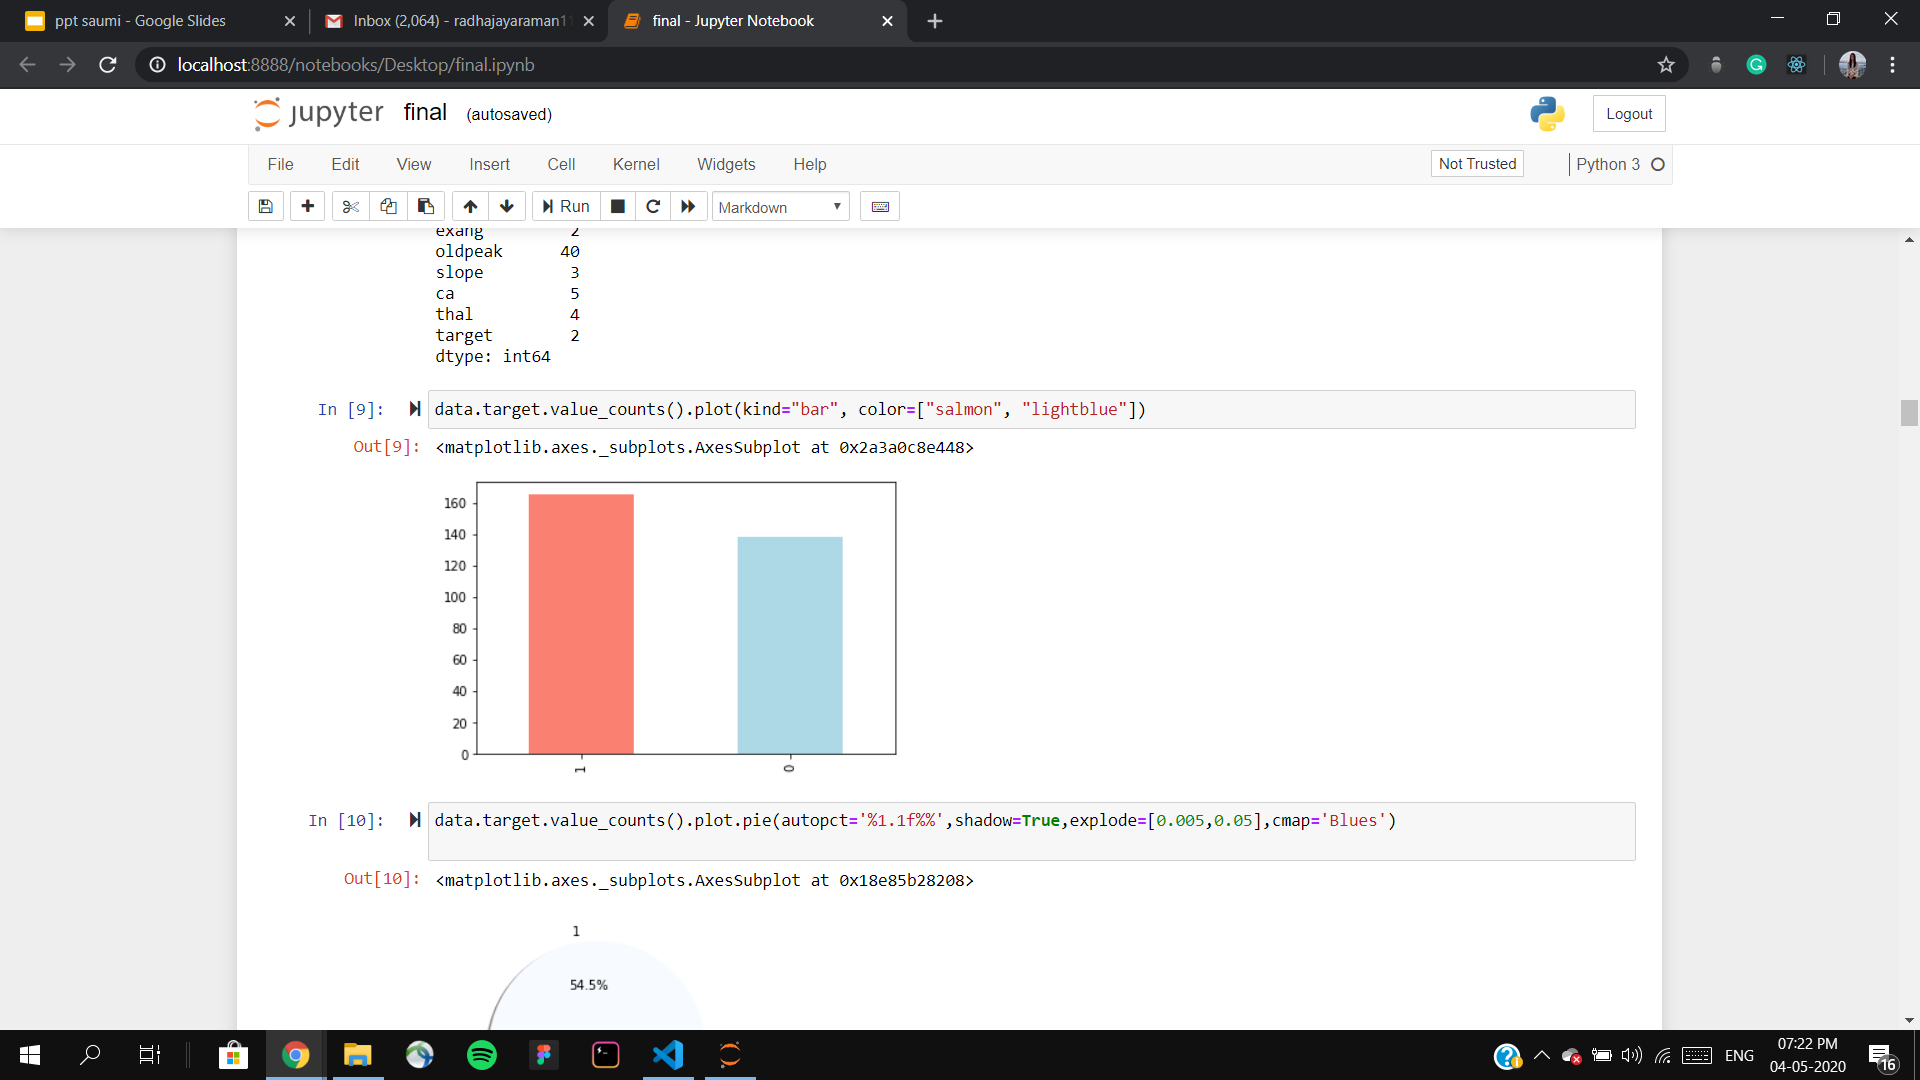 ppt saumi - Google Slides
Inbox (2,064) - radhajayaraman1
final - Jupyter Notebook
localhost:8888/notebooks/Desktop/final.ipynb
jupyter final (autosaved)
Logout
File Edit View Insert Cell Kernel Widgets Help
Not Trusted
Python 3
Run
Markdown
exang 2
oldpeak 40
slope 3
ca 5
thal 4
target 2
dtype: int64
In [9]: data.target.value_counts().plot(kind="bar", color=["salmon", "lightblue"])
Out[9]: <matplotlib.axes._subplots.AxesSubplot at 0x2a3a0c8e448>
160
140
120
100
80
60
40
20
0
1 0
In [10]: data.target.value_counts().plot.pie(autopct='%1.1f%%',shadow=True,explode=[0.005,0.05],cmap='Blues')
Out[10]: <matplotlib.axes._subplots.AxesSubplot at 0x18e85b28208>
1
54.5%
ENG
07:22 PM
04-05-2020
16